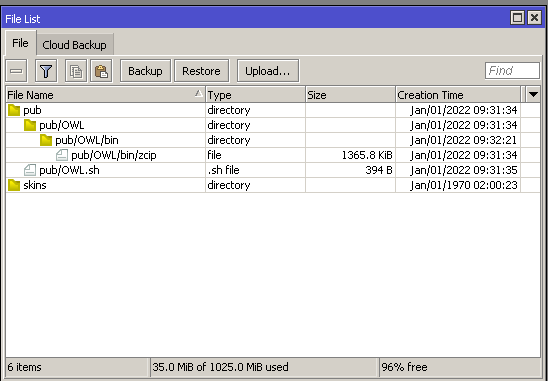 File List
File Cloud Backup
Backup Restore Upload... Find
File Name Type Size Creation Time
pub directory Jan/01/2022 09:31:34
pub/OWL directory Jan/01/2022 09:31:34
pub/OWL/bin directory Jan/01/2022 09:32:21
pub/OWL/bin/zcip file 1365.8 KiB Jan/01/2022 09:31:34
pub/OWL.sh .sh file 394 B Jan/01/2022 09:31:35
skins directory Jan/01/1970 02:00:23
6 items 35.0 MiB of 1025.0 MiB used 96% free